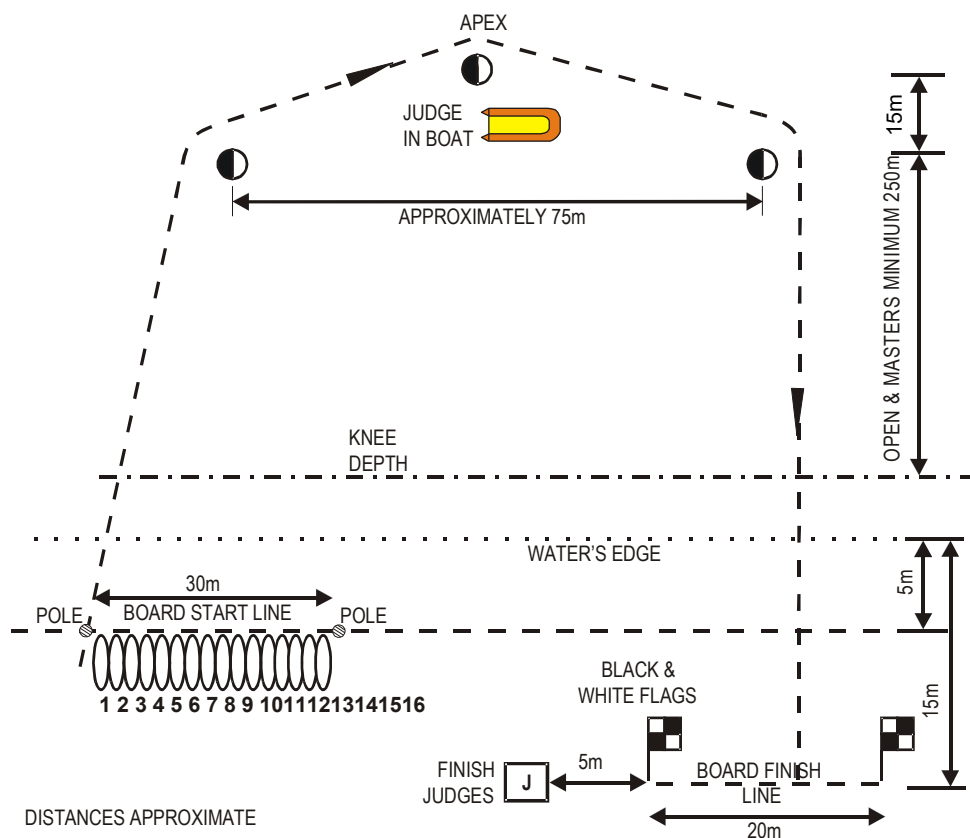 APEX
JUDGE
IN BOAT
15m
APPROXIMATELY 75m
OPEN & MASTERS MINIMUM 250m
KNEE
DEPTH
WATER'S EDGE
30m
5m
POLE
BOARD START LINE
POLE
1 2 3 4 5 6 7 8 9 10 11 12 13 14 15 16
BLACK &
WHITE FLAGS
15m
FINISH
JUDGES
J
5m
BOARD FINISH
LINE
20m
DISTANCES APPROXIMATE